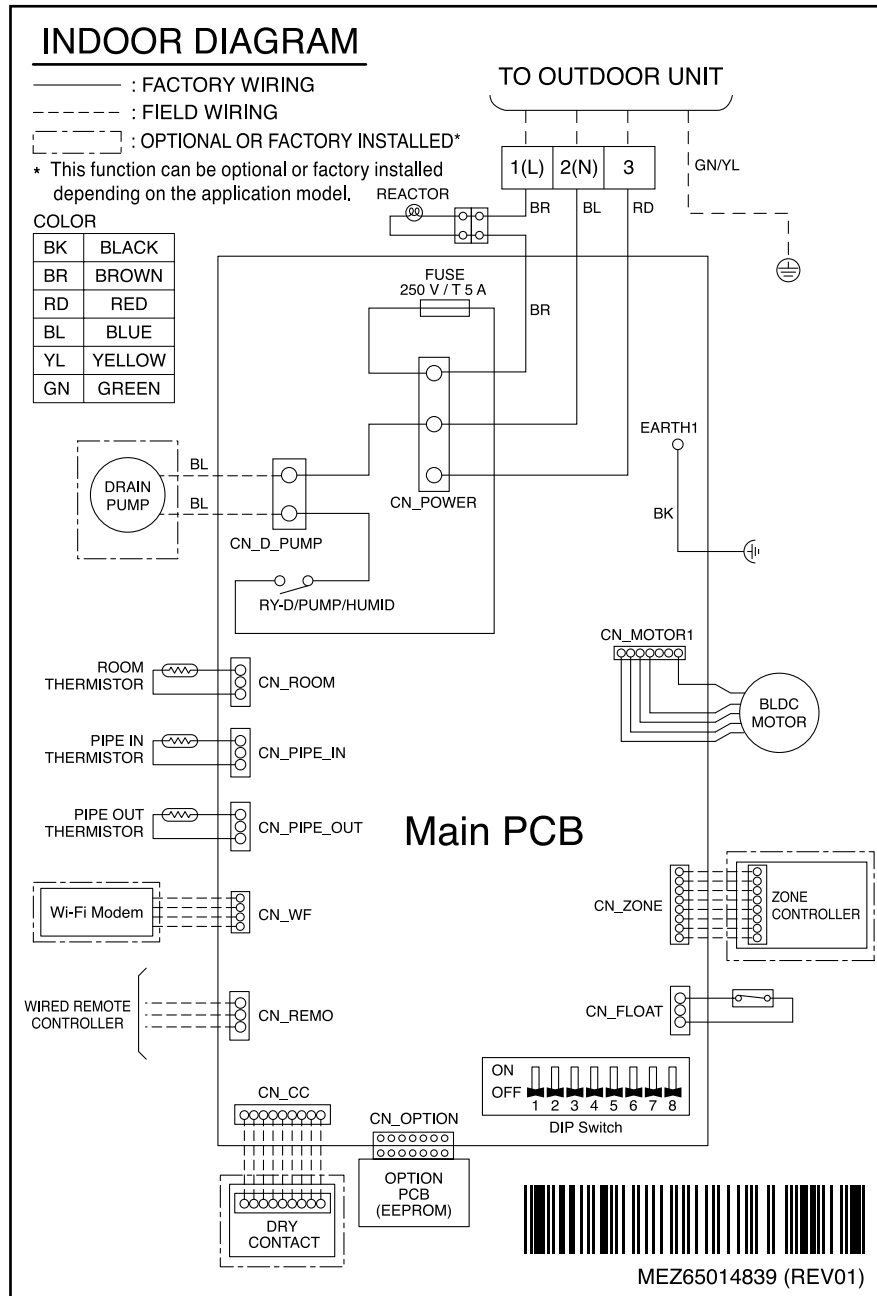 INDOOR DIAGRAM
: FACTORY WIRING
: FIELD WIRING
: OPTIONAL OR FACTORY INSTALLED*
* This function can be optional or factory installed
depending on the application model.
COLOR
BK BLACK
BR BROWN
RD RED
BL BLUE
YL YELLOW
GN GREEN
TO OUTDOOR UNIT
1(L) 2(N) 3
GN/YL
REACTOR
BR BL RD
FUSE
250 V / T 5 A
BR
EARTH1
BK
CN_POWER
DRAIN
PUMP
BL
BL
CN_D_PUMP
RY-D/PUMP/HUMID
CN_MOTOR1
BLDC
MOTOR
ROOM
THERMISTOR
CN_ROOM
PIPE IN
THERMISTOR
CN_PIPE_IN
PIPE OUT
THERMISTOR
CN_PIPE_OUT
Main PCB
Wi-Fi Modem
CN_WF
CN_ZONE
ZONE
CONTROLLER
WIRED REMOTE
CONTROLLER
CN_REMO
CN_FLOAT
ON
OFF
1 2 3 4 5 6 7 8
DIP Switch
CN_CC
DRY
CONTACT
CN_OPTION
OPTION
PCB
(EEPROM)
MEZ65014839 (REV01)